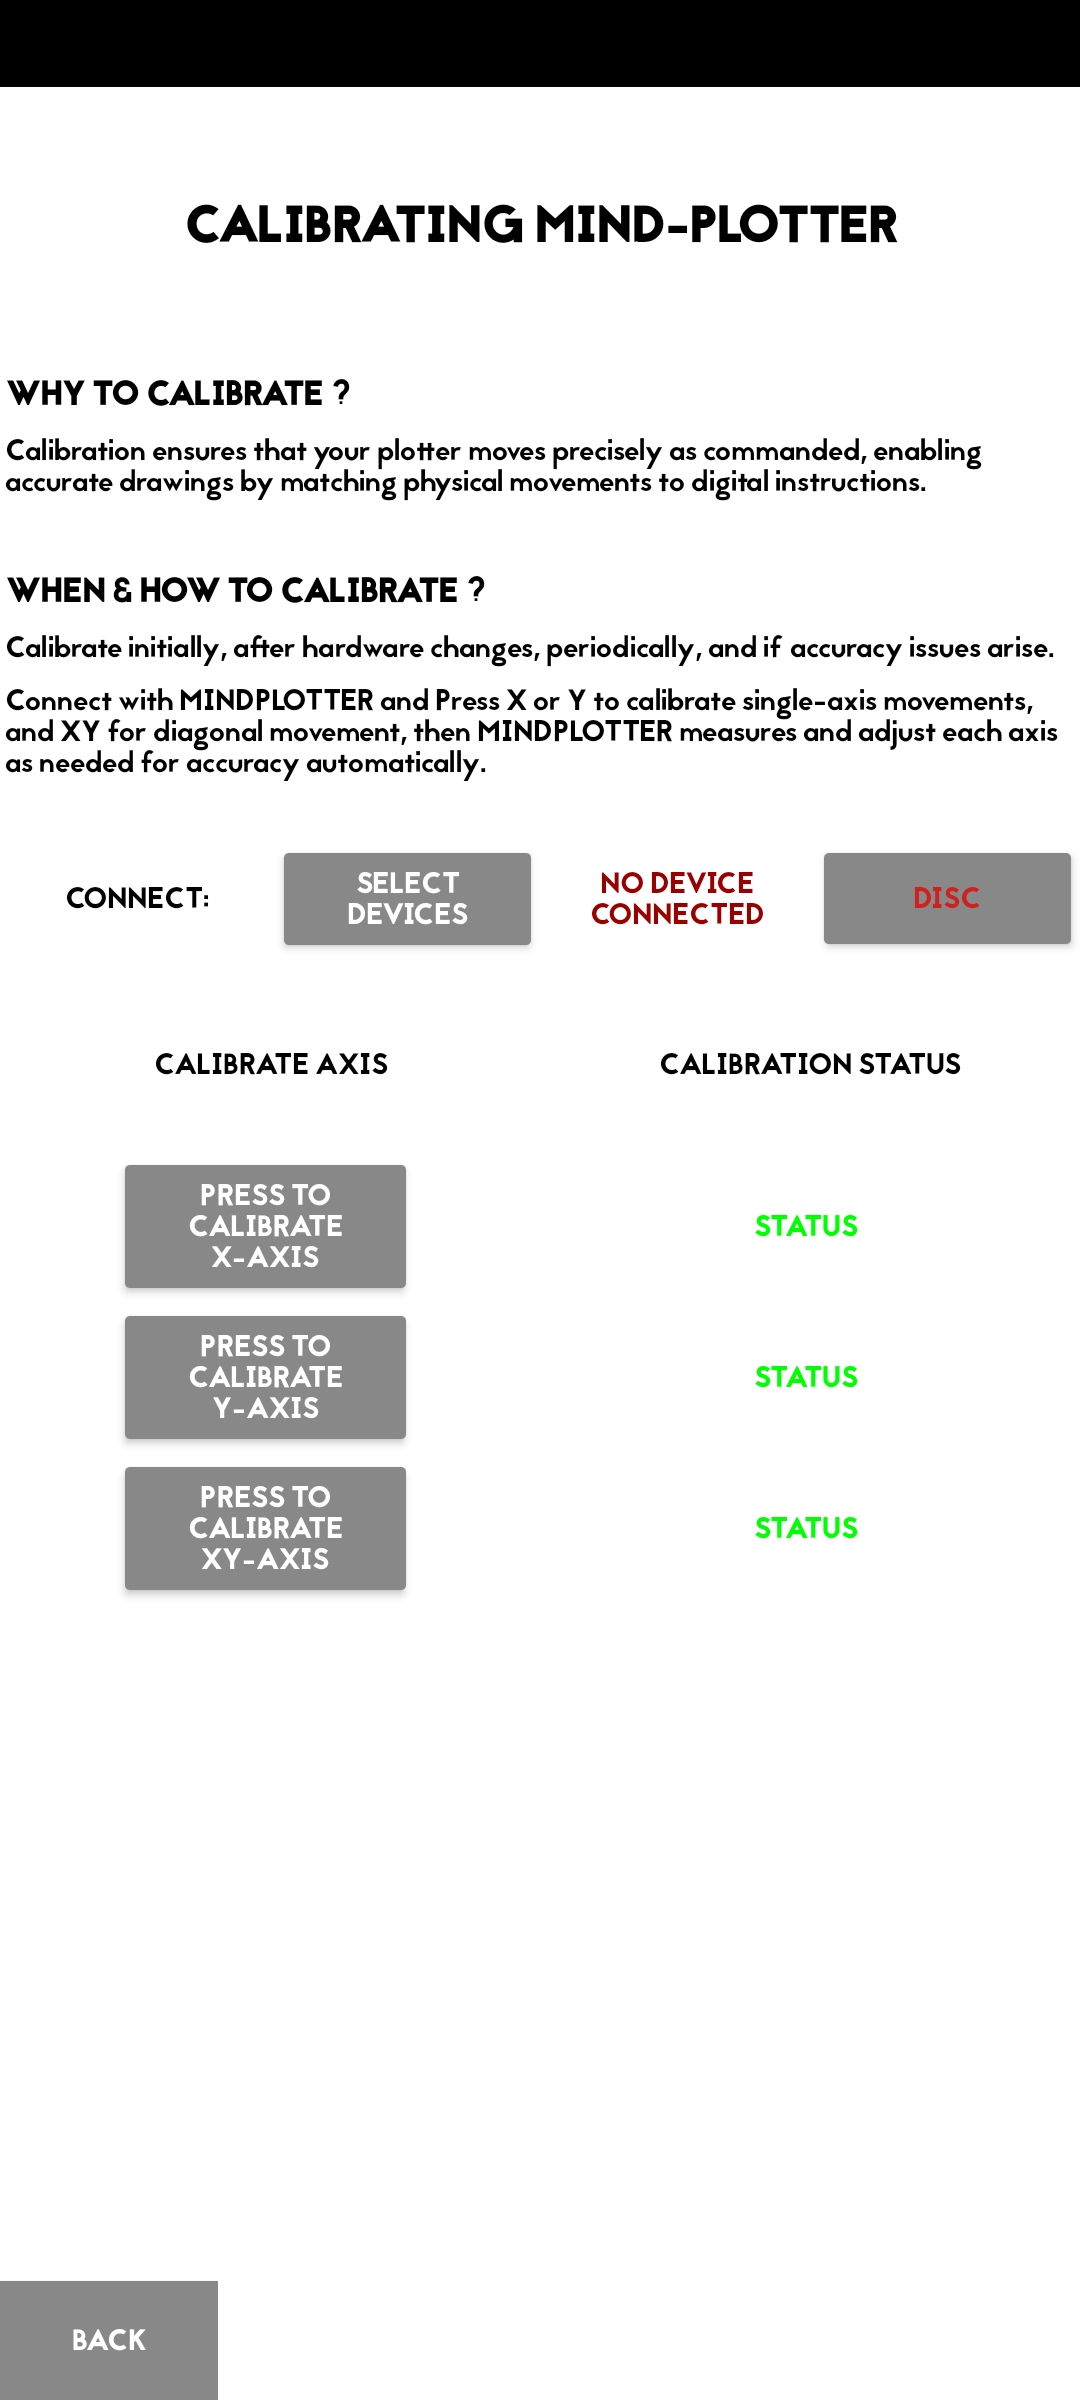 CALIBRATING MIND-PLOTTER
WHY TO CALIBRATE ?
Calibration ensures that your plotter moves precisely as commanded, enabling
accurate drawings by matching physical movements to digital instructions.
WHEN & HOW TO CALIBRATE ?
Calibrate initially, after hardware changes, periodically, and if accuracy issues arise.
Connect with MINDPLOTTER and Press X or Y to calibrate single-axis movements,
and XY for diagonal movement, then MINDPLOTTER measures and adjust each axis
as needed for accuracy automatically.
CONNECT:
SELECT
DEVICES
NO DEVICE
CONNECTED
DISC
CALIBRATE AXIS
CALIBRATION STATUS
PRESS TO
CALIBRATE
X-AXIS
STATUS
PRESS TO
CALIBRATE
Y-AXIS
STATUS
PRESS TO
CALIBRATE
XY-AXIS
STATUS
BACK